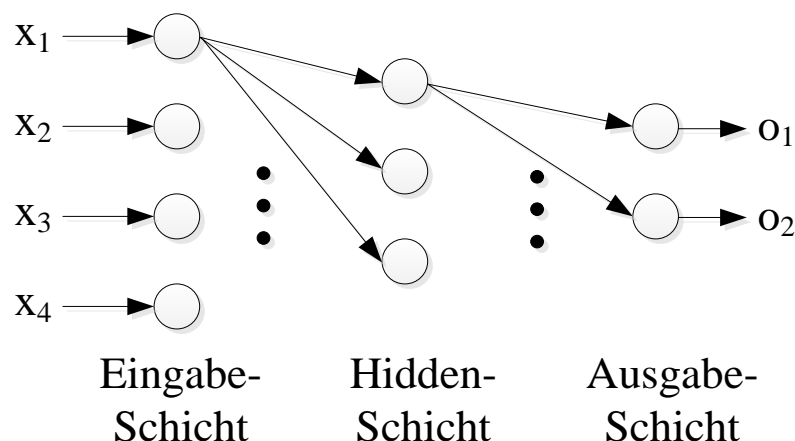 x1
x2
x3
x4
o1
o2
Eingabe-
Schicht
Hidden-
Schicht
Ausgabe-
Schicht